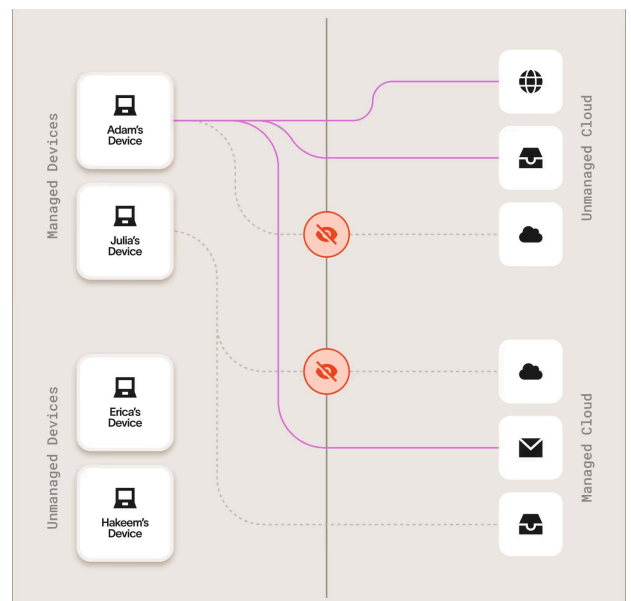 Managed Devices
Adam's
Device
Julia's
Device
Unmanaged Devices
Erica's
Device
Hakeem's
Device
Unmanaged Cloud
Managed Cloud